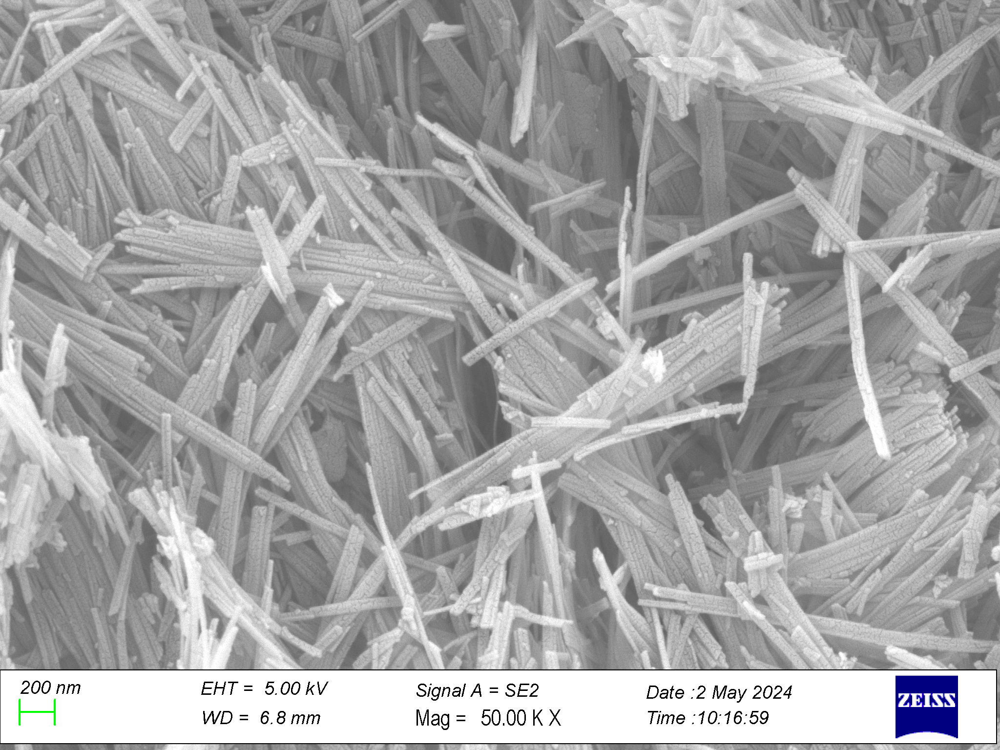 200 nm
EHT = 5.00 kV
WD = 6.8 mm
Signal A = SE2
Mag = 50.00 K X
Date :2 May 2024
Time :10:16:59
ZEISS